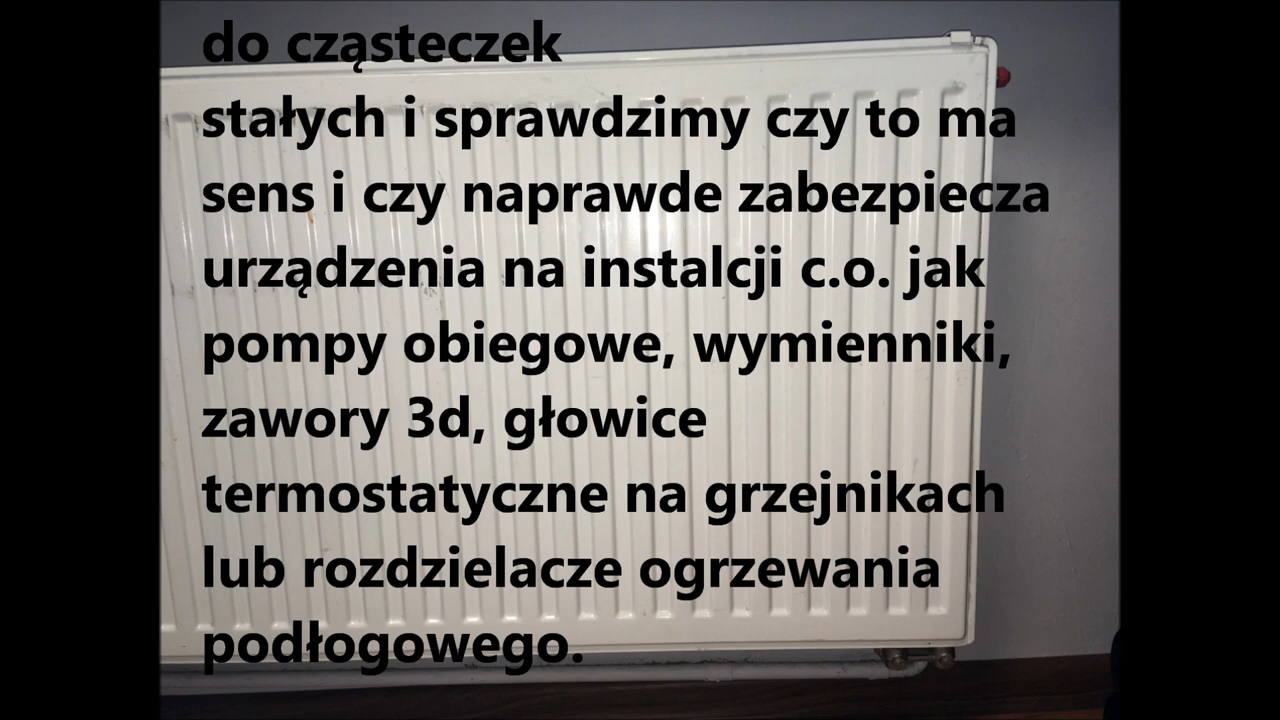 do cząsteczek
stałych i sprawdzimy czy to ma
sens i czy naprawde zabezpiecza
urządzenia na instalcji c.o. jak
pompy obiegowe, wymienniki,
zawory 3d, głowice
termostatyczne na grzejnikach
lub rozdzielacze ogrzewania
podłogowego.